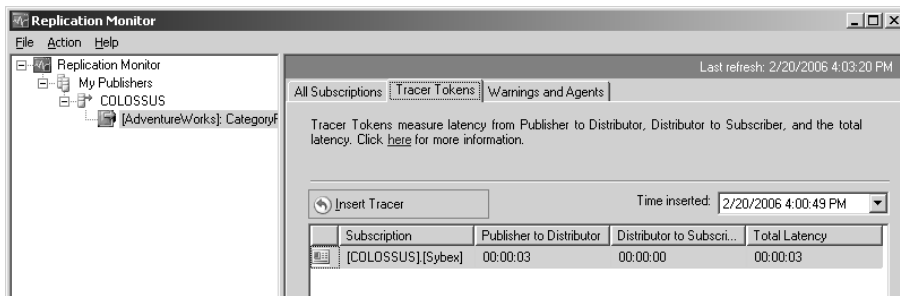 Replication Monitor
File Action Help
Replication Monitor
My Publishers
COLOSSUS
[AdventureWorks]: CategoryF
Last refresh: 2/20/2006 4:03:20 PM
All Subscriptions Tracer Tokens Warnings and Agents
Tracer Tokens measure latency from Publisher to Distributor, Distributor to Subscriber, and the total
latency. Click here for more information.
Insert Tracer
Time inserted: 2/20/2006 4:00:49 PM
Subscription Publisher to Distributor Distributor to Subscri... Total Latency
[COLOSSUS].[Sybex] 00:00:03 00:00:00 00:00:03